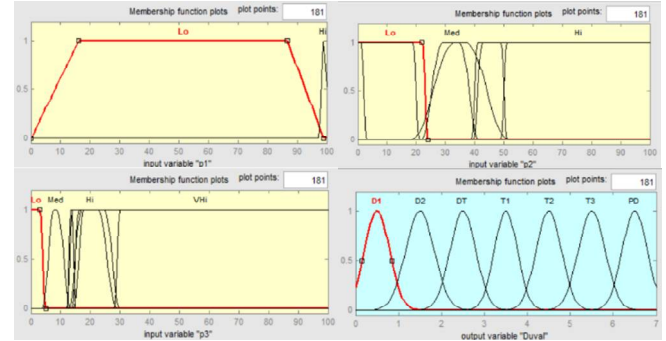 Membership function plots plot points: 181
Lo Hi
1
0.5
0
0 10 20 30 40 50 60 70 80 90 100
input variable "p1"
Membership function plots plot points: 181
Lo Med Hi
1
0.5
0
0 10 20 30 40 50 60 70 80 90 100
input variable "p2"
Membership function plots plot points: 181
Lo Med Hi VHi
1
0.5
0
0 10 20 30 40 50 60 70 80 90 100
input variable "p3"
Membership function plots plot points: 181
D1 D2 DT T1 T2 T3 PD
1
0.5
0
0 1 2 3 4 5 6 7
output variable "Duval"